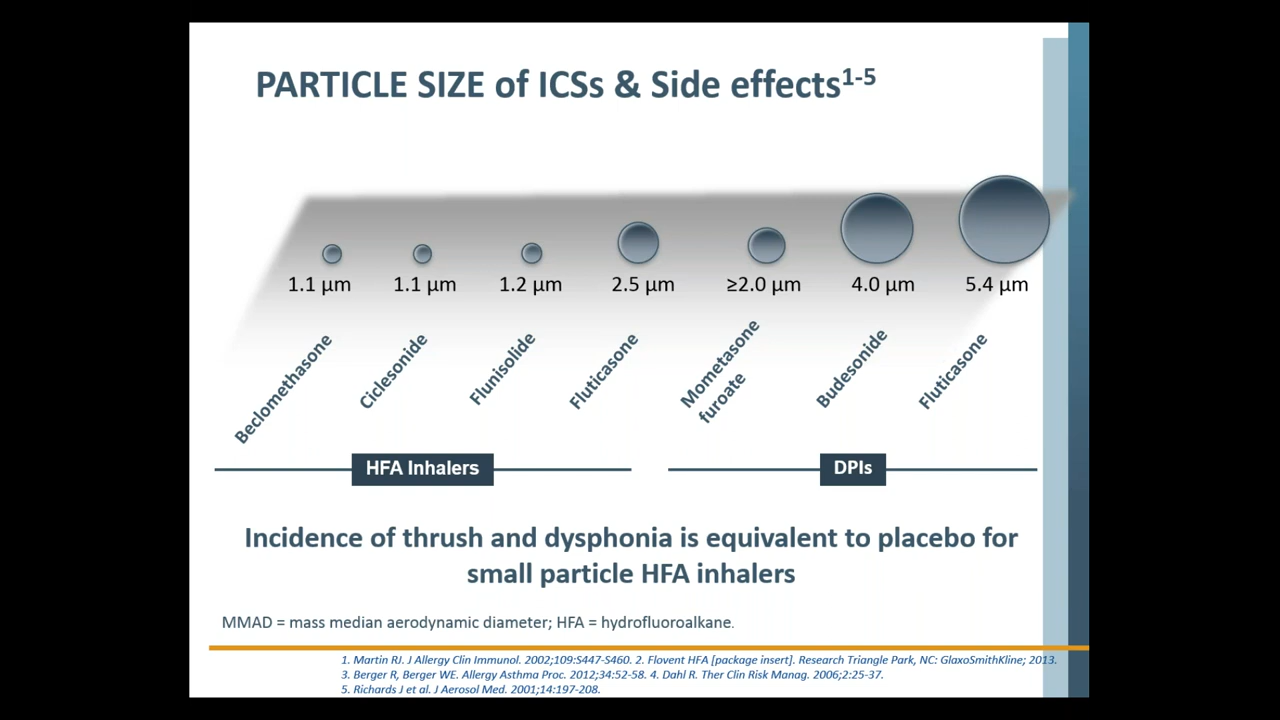 PARTICLE SIZE of ICSs & Side effects1-5
1.1 µm 1.1 µm 1.2 µm 2.5 µm ≥2.0 µm 4.0 µm 5.4 µm
Beclomethasone
Ciclesonide
Flunisolide
Fluticasone
Mometasone
furoate
Budesonide
Fluticasone
HFA Inhalers
DPIs
Incidence of thrush and dysphonia is equivalent to placebo for
small particle HFA inhalers
MMAD = mass median aerodynamic diameter; HFA = hydrofluoroalkane.
1. Martin RJ. J Allergy Clin Immunol. 2002;109:S447-S460. 2. Flovent HFA [package insert]. Research Triangle Park, NC: GlaxoSmithKline; 2013.
3. Berger R, Berger WE. Allergy Asthma Proc. 2012;34:52-58. 4. Dahl R. Ther Clin Risk Manag. 2006;2:25-37.
5. Richards J et al. J Aerosol Med. 2001;14:197-208.